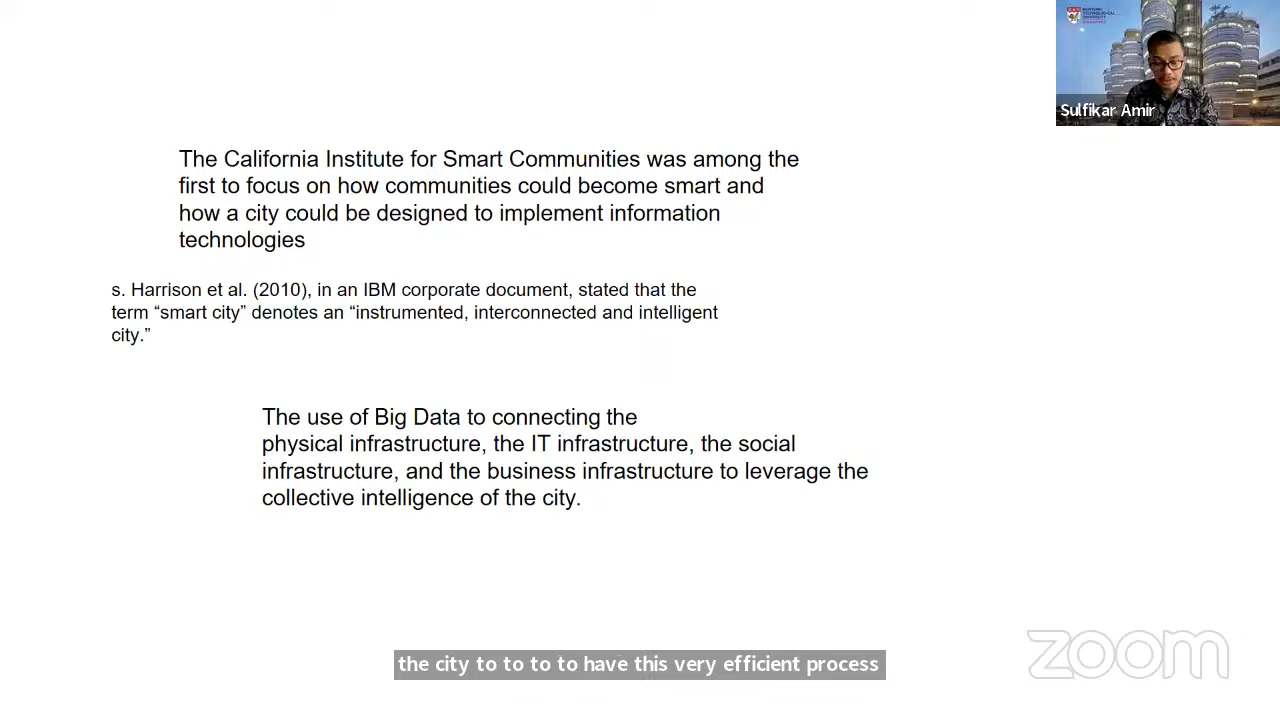 NANYANG
TECHNOLOGICAL
UNIVERSITY
SINGAPORE
Sulfikar Amir
The California Institute for Smart Communities was among the
first to focus on how communities could become smart and
how a city could be designed to implement information
technologies
s. Harrison et al. (2010), in an IBM corporate document, stated that the
term “smart city” denotes an “instrumented, interconnected and intelligent
city.”
The use of Big Data to connecting the
physical infrastructure, the IT infrastructure, the social
infrastructure, and the business infrastructure to leverage the
collective intelligence of the city.
the city to to to to have this very efficient process
zoom